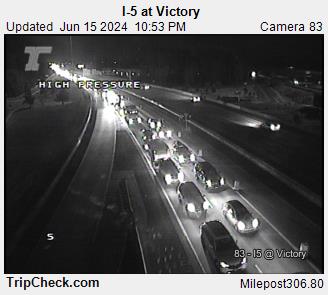 I-5 at Victory
Updated Jun 15 2024 10:53 PM Camera 83
HIGH PRESSURE
S
83 - I5 @ Victory
TripCheck.com Milepost306.80